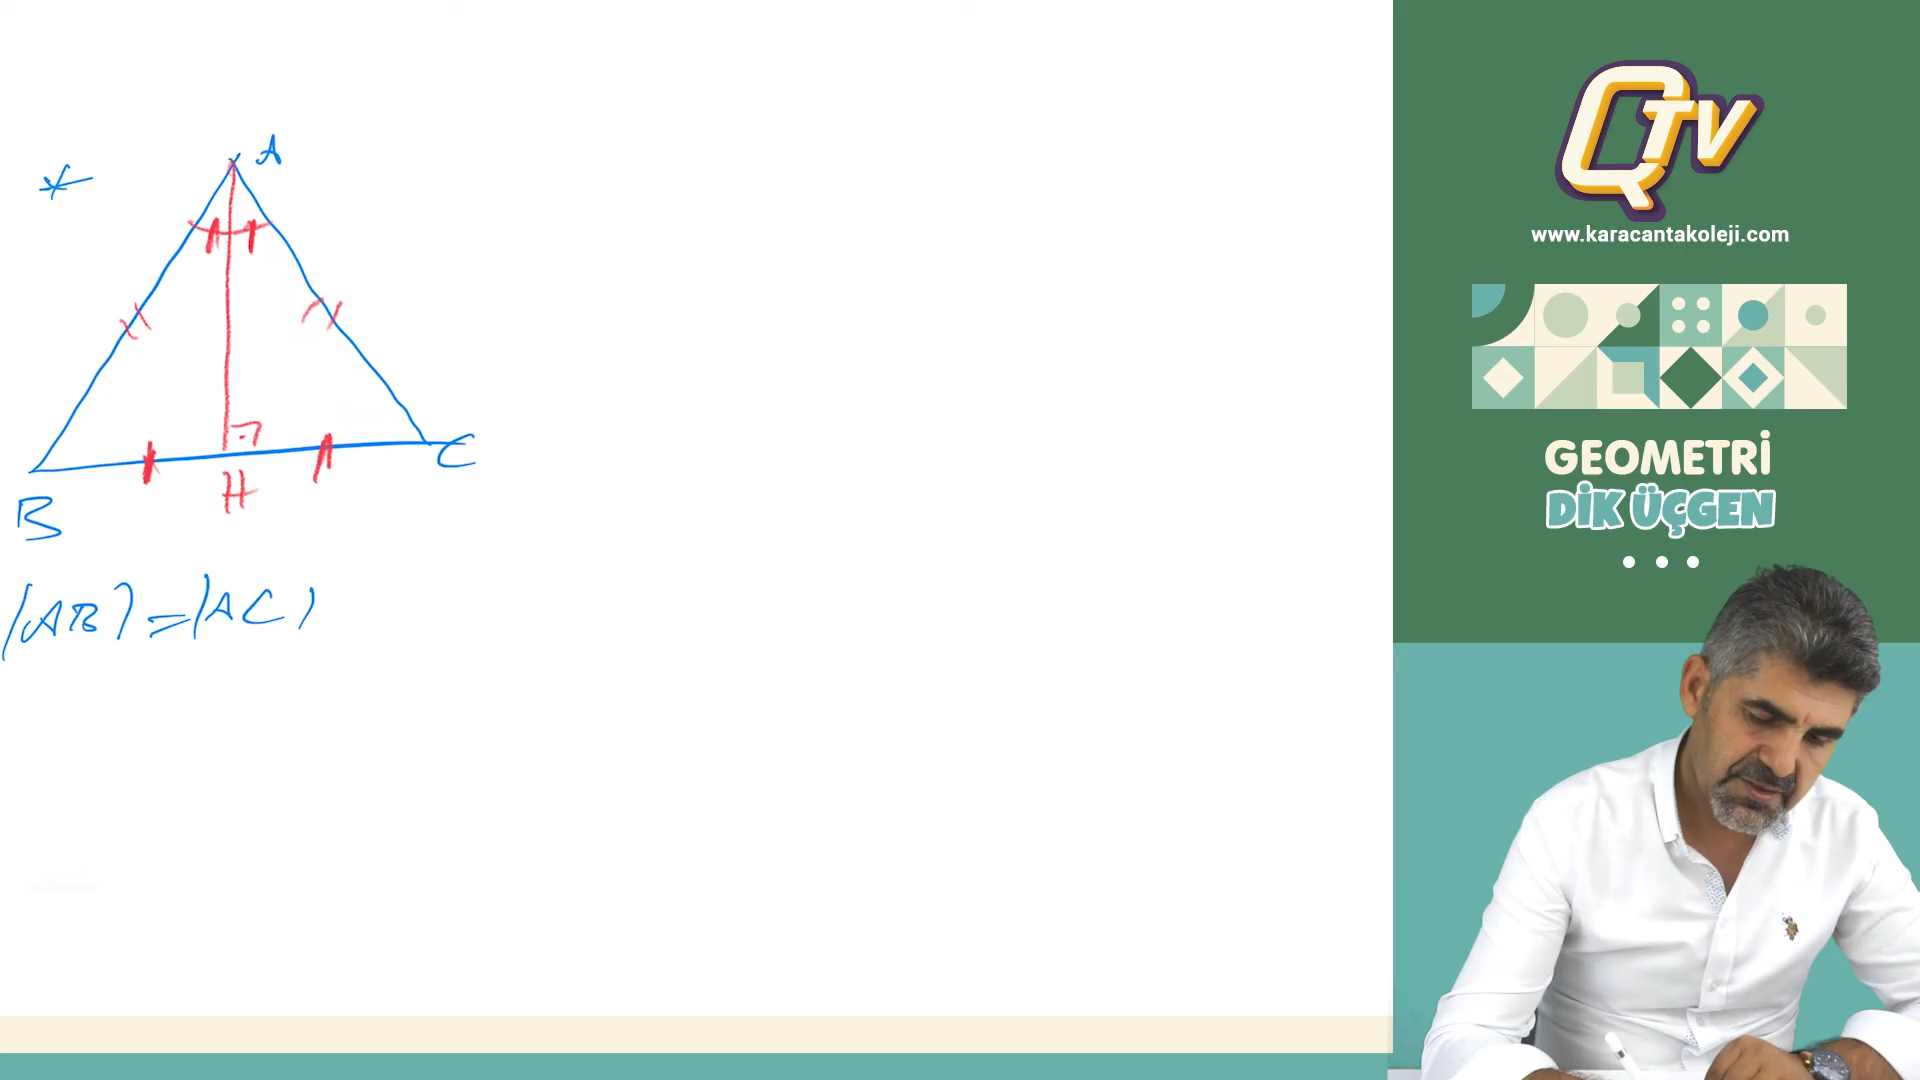 A
B
H
C
|AB|=|AC|
QTV
www.karacantakoleji.com
GEOMETRİ
DİK ÜÇGEN